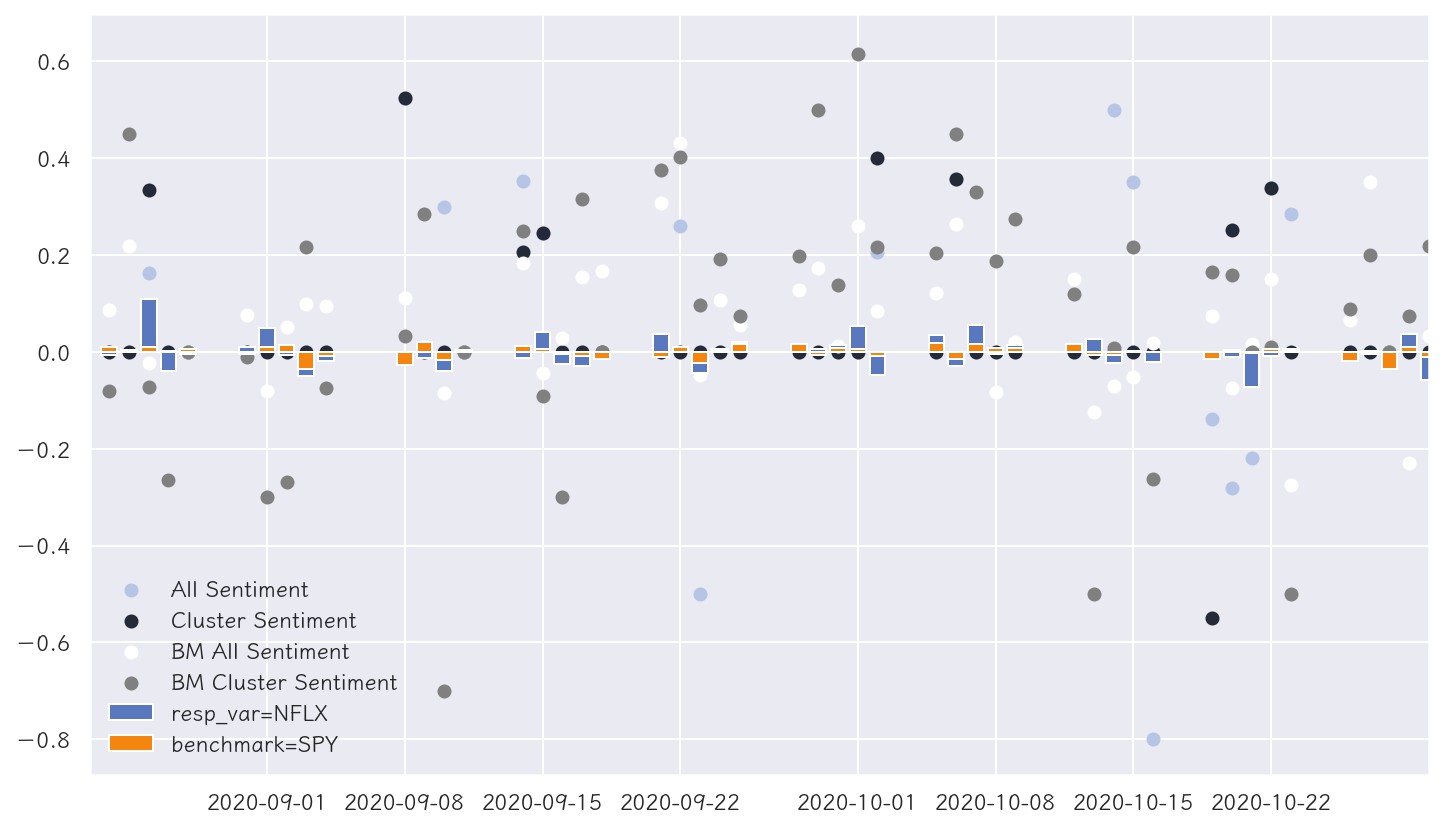 0.6
0.4
0.2
0.0
−0.2
−0.4
−0.6
−0.8
All Sentiment
Cluster Sentiment
BM All Sentiment
BM Cluster Sentiment
resp_var=NFLX
benchmark=SPY
2020-09-01 2020-09-08 2020-09-15 2020-09-22 2020-10-01 2020-10-08 2020-10-15 2020-10-22